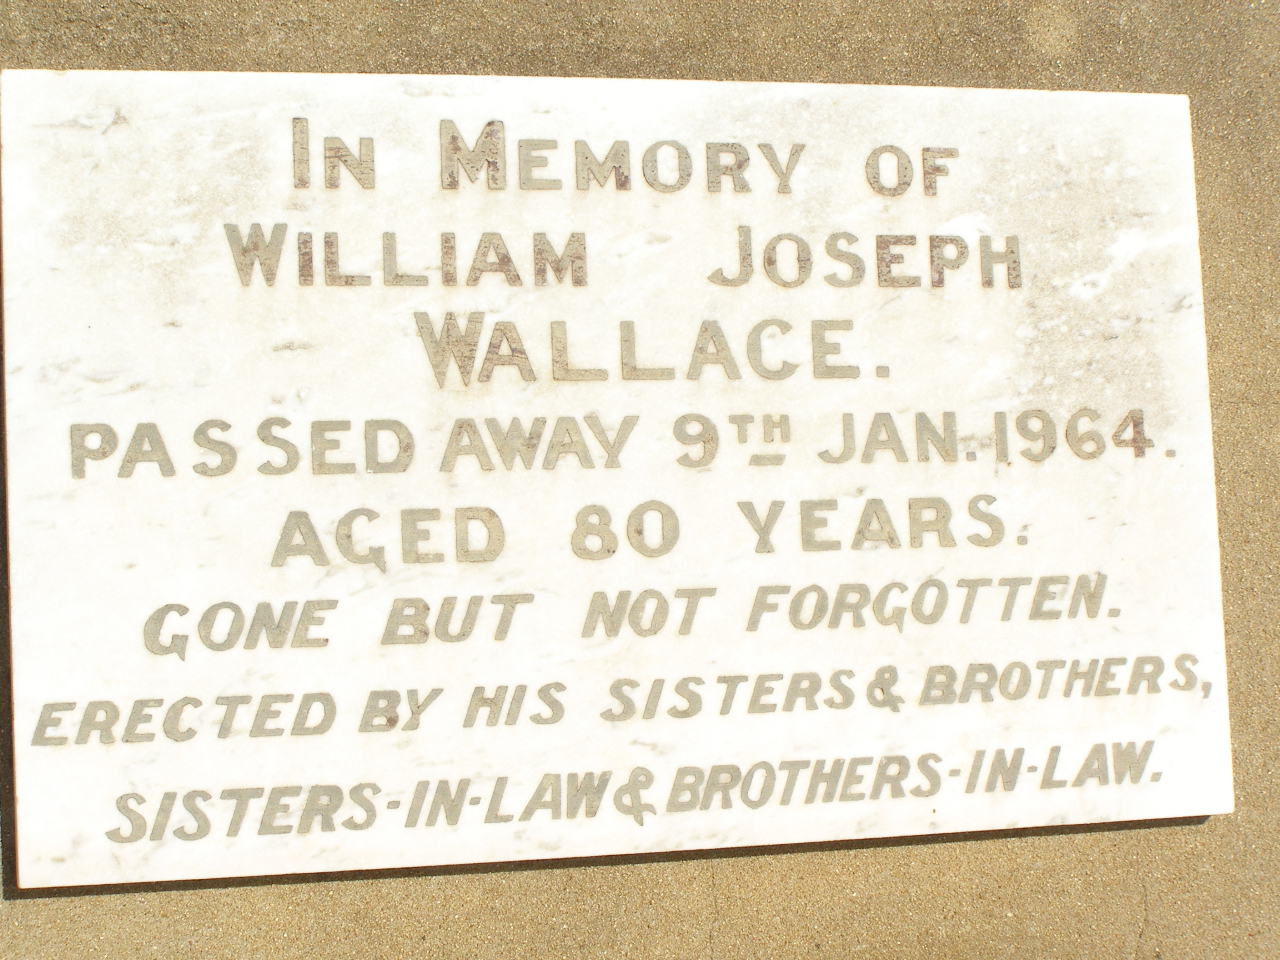 IN MEMORY OF
WILLIAM JOSEPH
WALLACE.
PASSED AWAY 9TH JAN. 1964.
AGED 80 YEARS.
GONE BUT NOT FORGOTTEN.
ERECTED BY HIS SISTERS & BROTHERS,
SISTERS-IN-LAW & BROTHERS-IN-LAW.